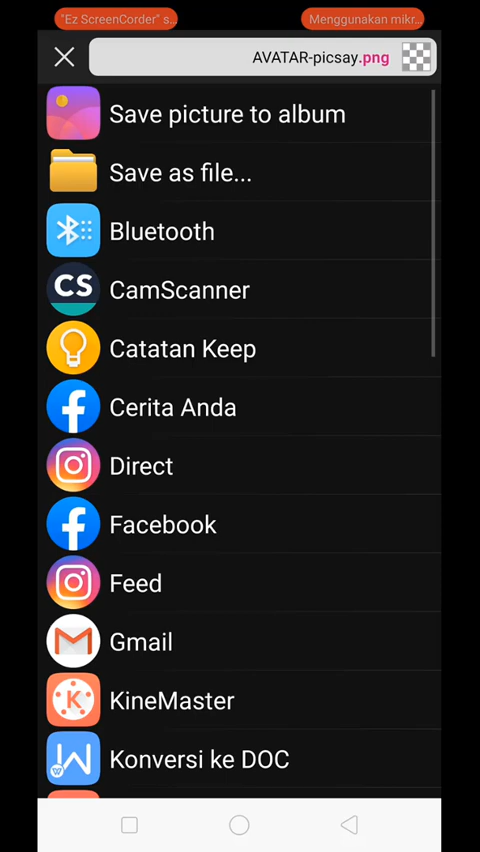 "Ez ScreenCorder" s...
Menggunakan mikr...
AVATAR-picsay.png
Save picture to album
Save as file...
Bluetooth
CS
CamScanner
Catatan Keep
Cerita Anda
Direct
Facebook
Feed
Gmail
K
KineMaster
W
Konversi ke DOC